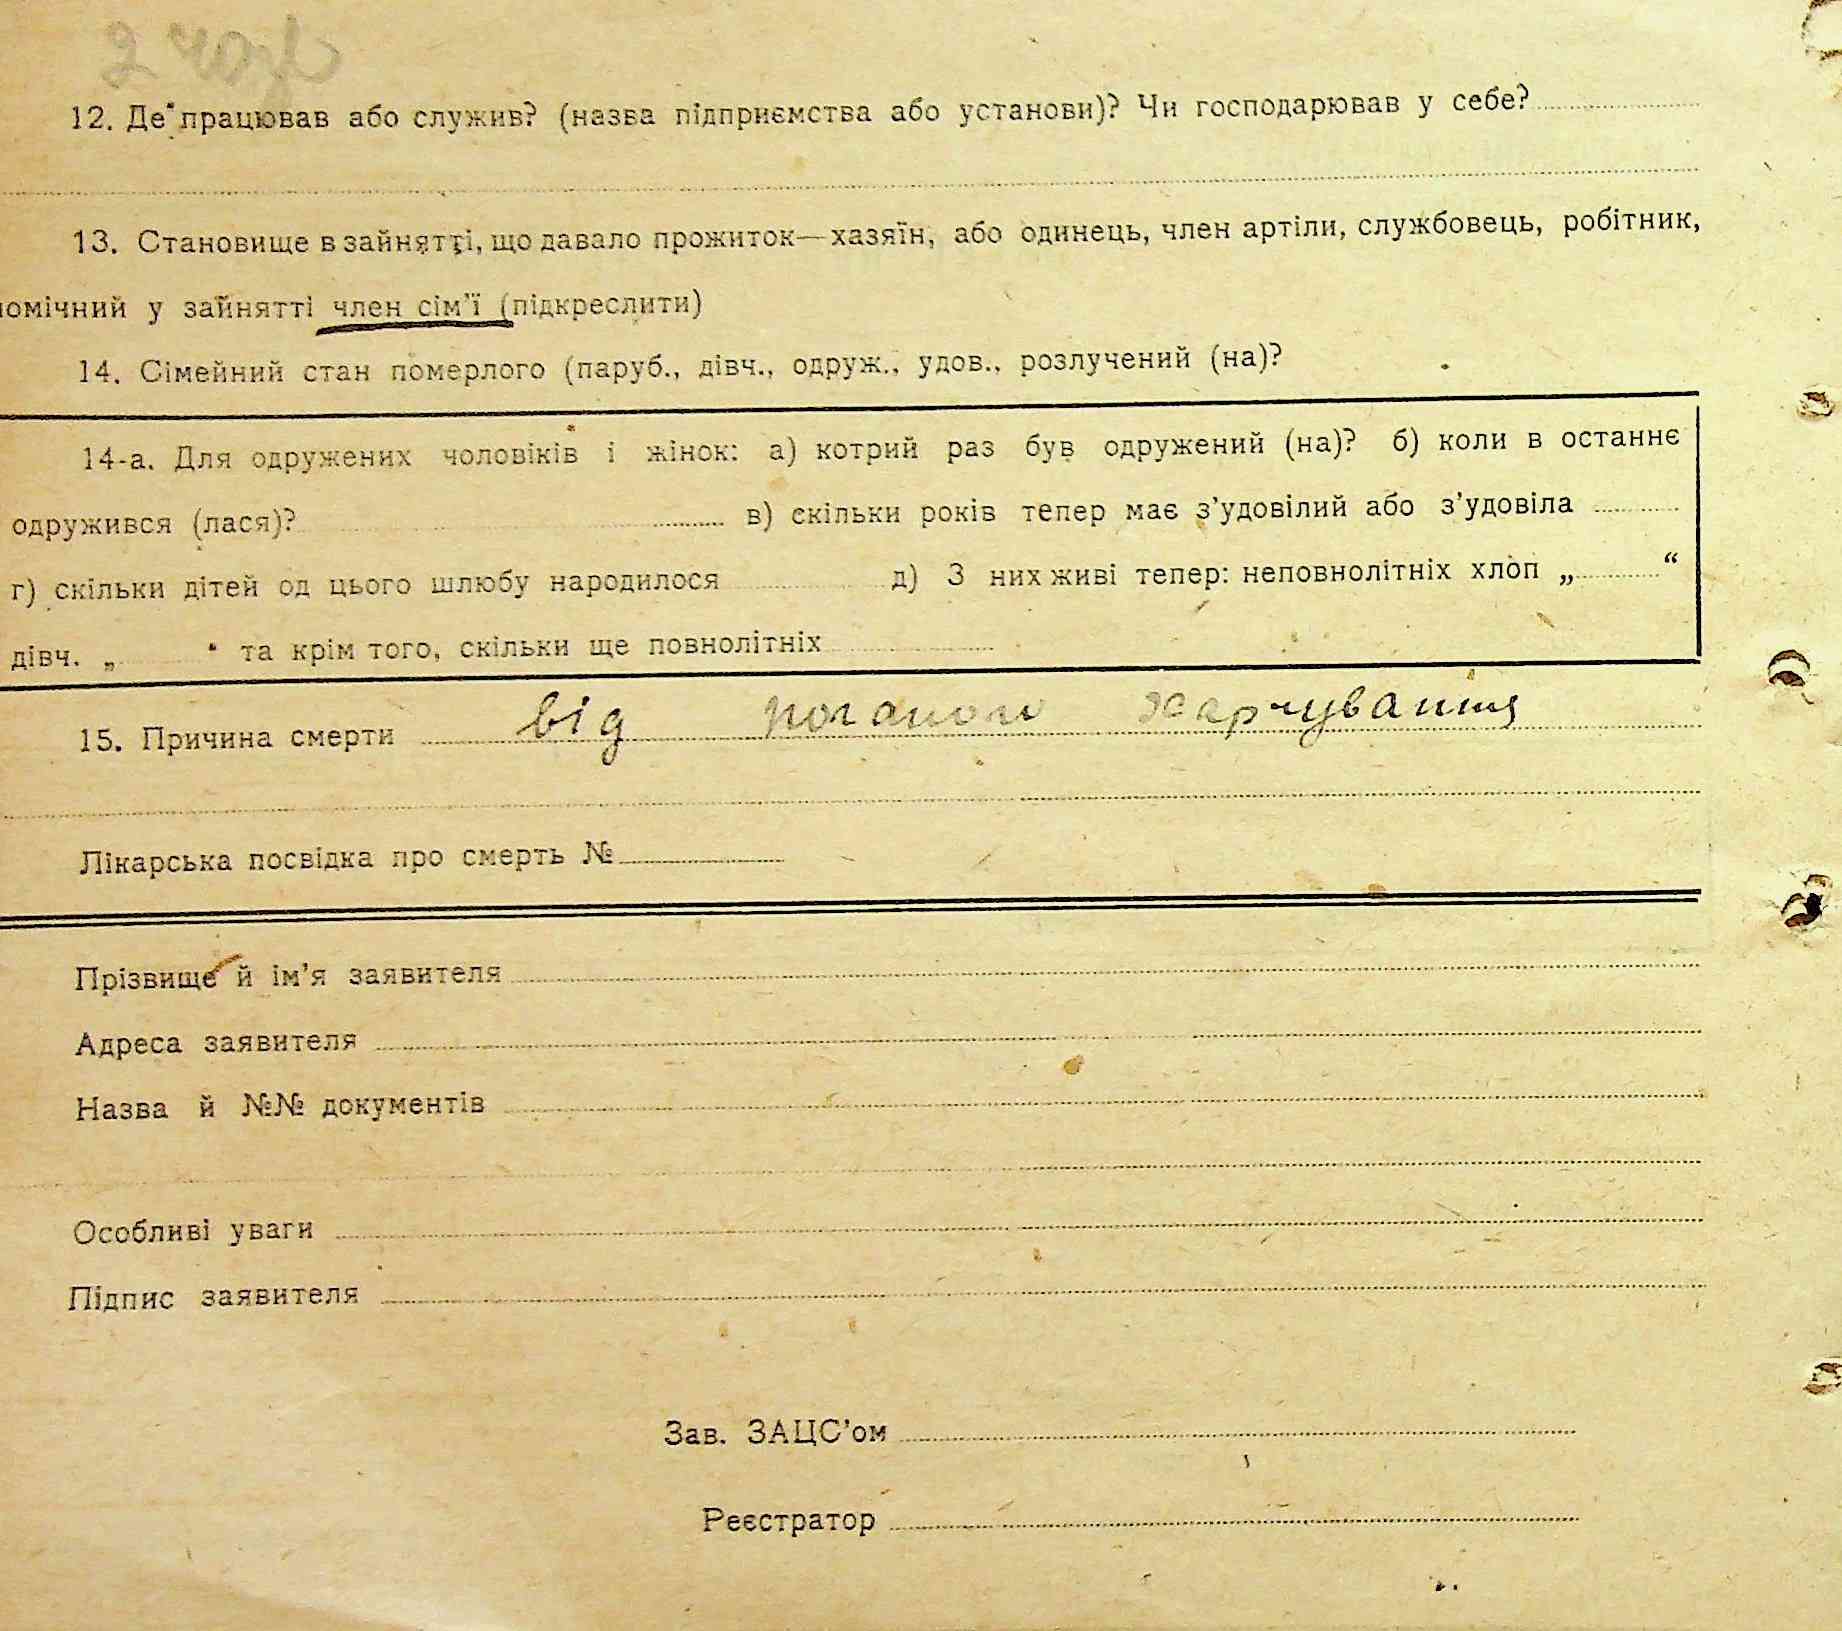 12. Де працював або служив? (назва підприємства або установи)? Чи господарював у себе?
13. Становище в зайнятті, що давало прожиток—хазяїн, або одинець, член артіли, службовець, робітник,
помічний у зайнятті член сім'ї (підкреслити)
14. Сімейний стан померлого (паруб., дівч., одруж., удов., розлучений (на)?
14-а. Для одружених чоловіків і жінок: а) котрий раз був одружений (на)? б) коли в останнє
одружився (лася)? в) скільки років тепер має з'удовілий або з'удовіла
г) скільки дітей од цього шлюбу народилося д) З них живі тепер: неповнолітніх хлоп „ “
дівч. „ “ та крім того, скільки ще повнолітніх
15. Причина смерти від поганого харчування
Лікарська посвідка про смерть №
Прізвище й ім'я заявителя
Адреса заявителя
Назва й №№ документів
Особливі уваги
Підпис заявителя
Зав. ЗАЦС'ом
Реєстратор